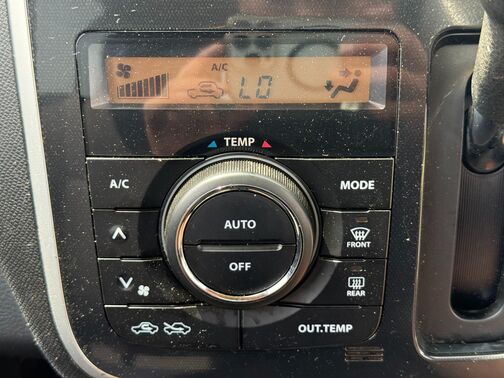 A/C
LO
TEMP
A/C
MODE
AUTO
OFF
FRONT
REAR
OUT.TEMP